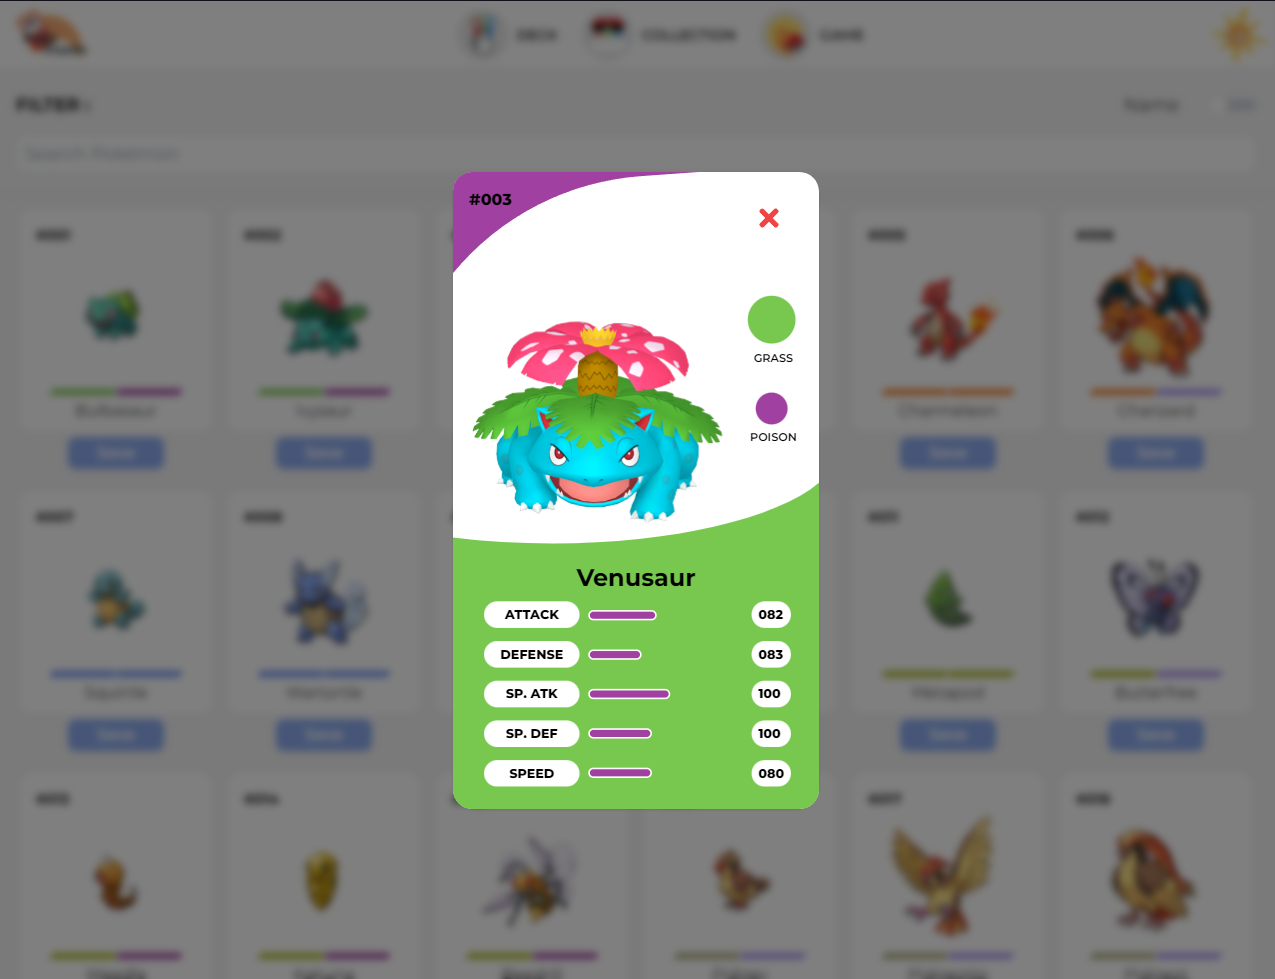 DECK
COLLECTION
GAME
FILTER :
Name
Search Pokemon
#003
GRASS
POISON
Venusaur
ATTACK 082
DEFENSE 083
SP. ATK 100
SP. DEF 100
SPEED 080
#001
#002
#005
#006
Bulbasaur
Ivysaur
Charmeleon
Charizard
Save
Save
Save
Save
#007
#008
#011
#012
Squirtle
Wartortle
Metapod
Butterfree
Save
Save
Save
Save
#013
#014
#017
#018